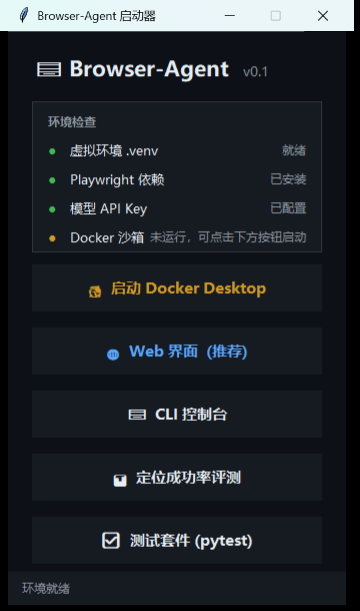 Browser-Agent 启动器
Browser-Agent v0.1
环境检查
虚拟环境 .venv 就绪
Playwright 依赖 已安装
模型 API Key 已配置
Docker 沙箱 未运行，可点击下方按钮启动
启动 Docker Desktop
Web 界面（推荐）
CLI 控制台
定位成功率评测
测试套件 (pytest)
环境就绪